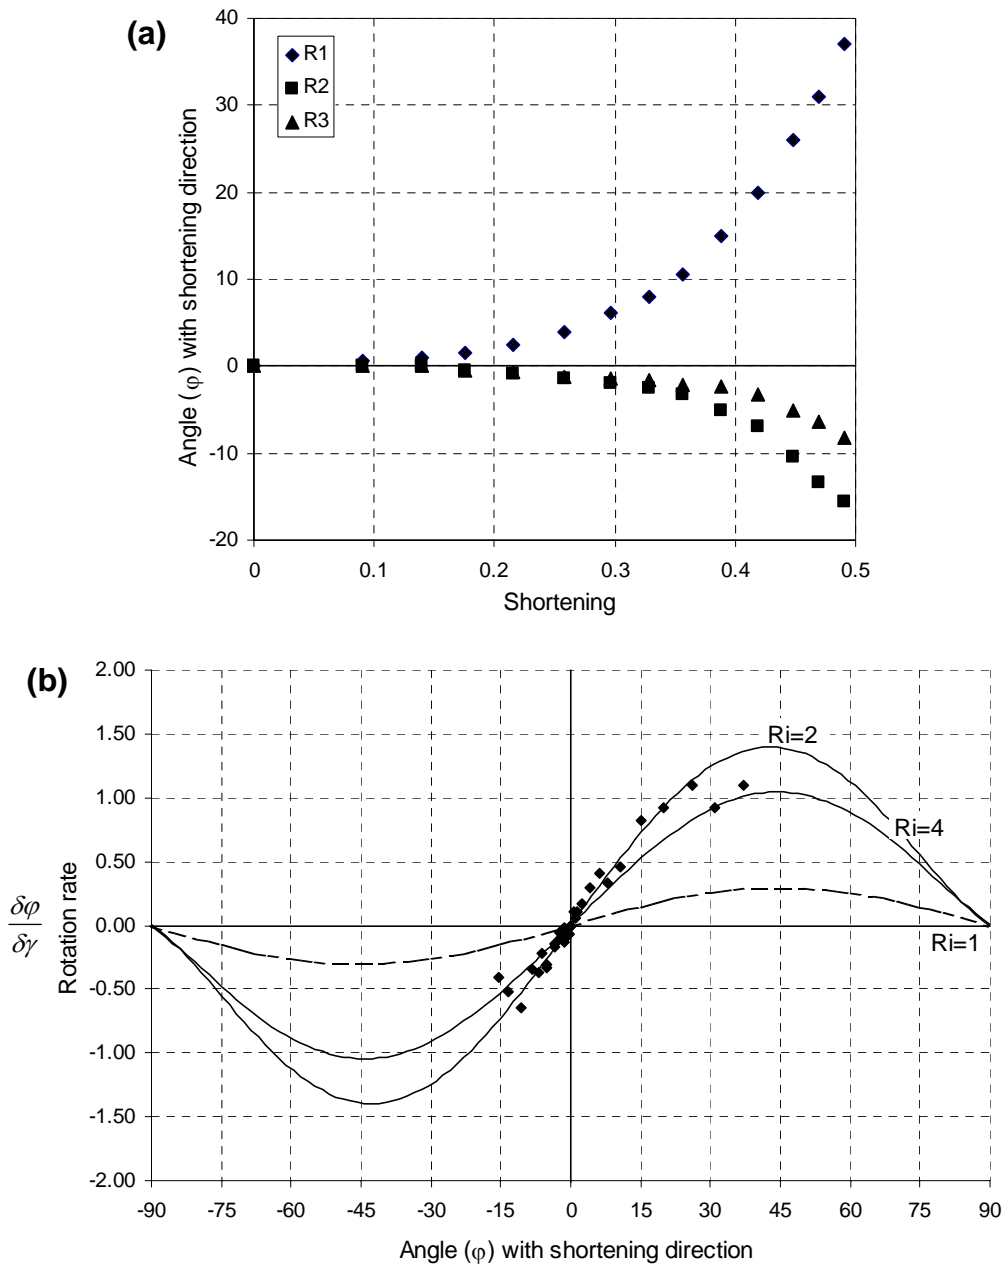 (a)
40
30
20
10
0
-10
-20
R1
R2
R3
Angle (φ) with shortening direction
0 0.1 0.2 0.3 0.4 0.5
Shortening
(b)
2.00
1.50
1.00
0.50
0.00
-0.50
-1.00
-1.50
-2.00
δφ
δγ
Rotation rate
Ri=2
Ri=4
Ri=1
-90 -75 -60 -45 -30 -15 0 15 30 45 60 75 90
Angle (φ) with shortening direction